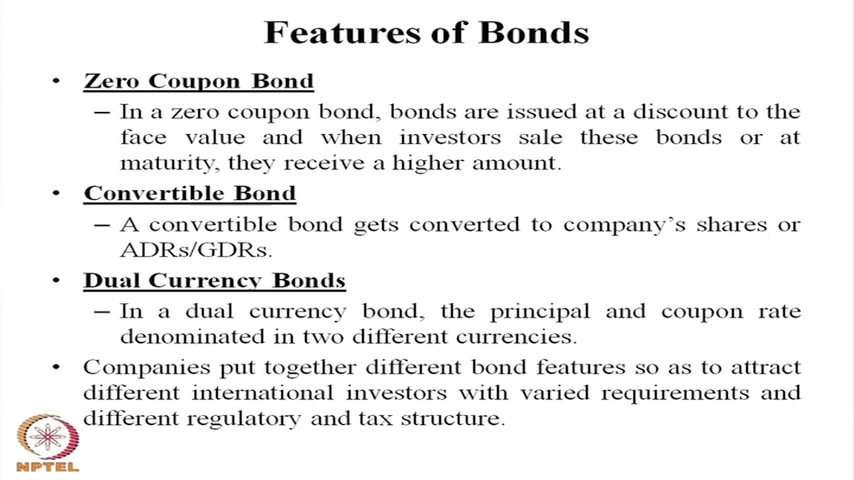 Features of Bonds
• Zero Coupon Bond
– In a zero coupon bond, bonds are issued at a discount to the
face value and when investors sale these bonds or at
maturity, they receive a higher amount.
• Convertible Bond
– A convertible bond gets converted to company's shares or
ADRs/GDRs.
• Dual Currency Bonds
– In a dual currency bond, the principal and coupon rate
denominated in two different currencies.
• Companies put together different bond features so as to attract
different international investors with varied requirements and
different regulatory and tax structure.
NPTEL